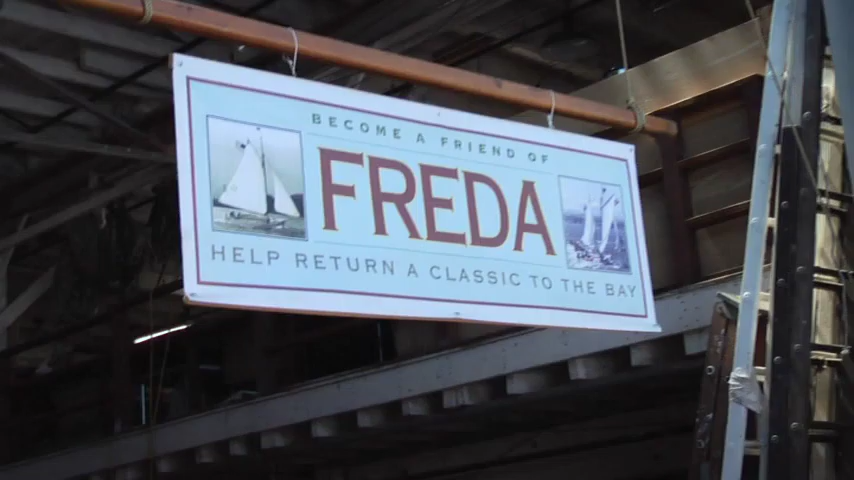 BECOME A FRIEND OF
FREDA
HELP RETURN A CLASSIC TO THE BAY